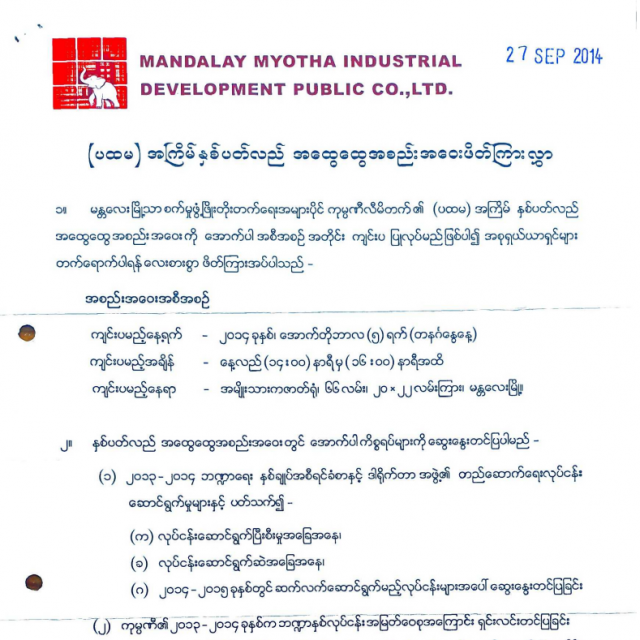 MANDALAY MYOTHA INDUSTRIAL
DEVELOPMENT PUBLIC CO.,LTD.
27 SEP 2014
(ပထမ) အကြိမ်နှစ်ပတ်လည် အထွေထွေအစည်းအဝေးဖိတ်ကြားလွှာ
၁။ မန္တလေးမြို့သာစက်မှုဖွံ့ဖြိုးတိုးတက်ရေးအများပိုင် ကုမ္ပဏီလီမိတက်၏ (ပထမ) အကြိမ် နှစ်ပတ်လည်
အထွေထွေအစည်းအဝေးကို အောက်ပါ အစီအစဉ် အတိုင်း ကျင်းပ ပြုလုပ်မည်ဖြစ်ပါ၍ အစုရှယ်ယာရှင်များ
တက်ရောက်ပါရန် လေးစားစွာ ဖိတ်ကြားအပ်ပါသည် -
အစည်းအဝေးအစီအစဉ်
ကျင်းပမည့်နေ့ရက် - ၂၀၁၄ ခုနှစ်၊ အောက်တိုဘာလ (၅) ရက် (တနင်္ဂနွေနေ့)
ကျင်းပမည့်အချိန် - နေ့လည် (၁၄:၀၀) နာရီမှ (၁၆:၀၀) နာရီအထိ
ကျင်းပမည့်နေရာ - အမျိုးသားကဇာတ်ရုံ၊ ၆၆ လမ်း၊ ၂၀ × ၂၂ လမ်းကြား၊ မန္တလေးမြို့။
၂။ နှစ်ပတ်လည် အထွေထွေအစည်းအဝေးတွင် အောက်ပါကိစ္စရပ်များကို ဆွေးနွေးတင်ပြပါမည် -
(၁) ၂၀၁၃-၂၀၁၄ ဘဏ္ဍာရေး နှစ်ချုပ်အစီရင်ခံစာနှင့် ဒါရိုက်တာ အဖွဲ့၏ တည်ဆောက်ရေးလုပ်ငန်း
ဆောင်ရွက်မှုများနှင့် ပတ်သက်၍ -
(က) လုပ်ငန်းဆောင်ရွက်ပြီးစီးမှုအခြေအနေ၊
(ခ) လုပ်ငန်းဆောင်ရွက်ဆဲအခြေအနေ၊
(ဂ) ၂၀၁၄-၂၀၁၅ ခုနှစ်တွင် ဆက်လက်ဆောင်ရွက်မည့်လုပ်ငန်းများအပေါ် ဆွေးနွေးတင်ပြခြင်း
(၂) ကုမ္ပဏီ၏ ၂၀၁၃-၂၀၁၄ ခုနှစ်က ဘဏ္ဍာနှစ်လုပ်ငန်းအမြတ်ဝေစုအကြောင်း ရှင်းလင်းတင်ပြခြင်း